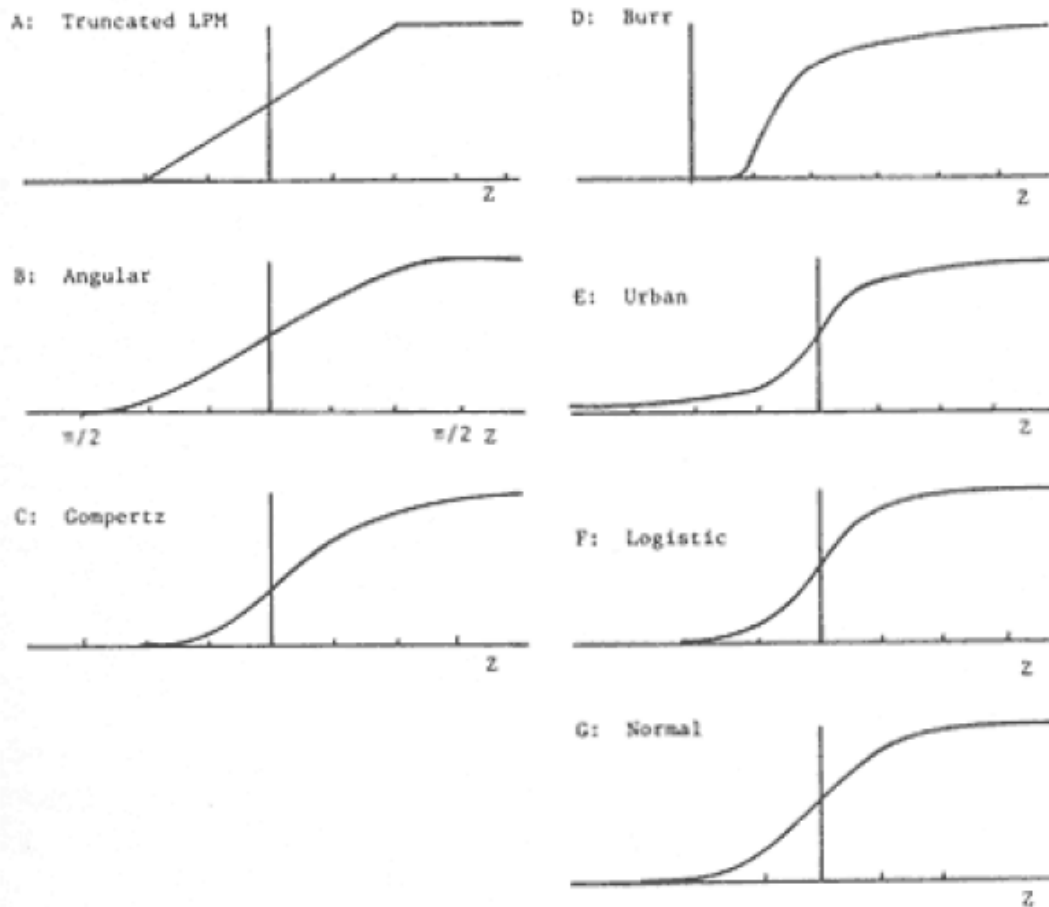 A: Truncated LPM
Z
B: Angular
π/2
π/2 Z
C: Gompertz
Z
D: Burr
Z
E: Urban
Z
F: Logistic
Z
G: Normal
Z